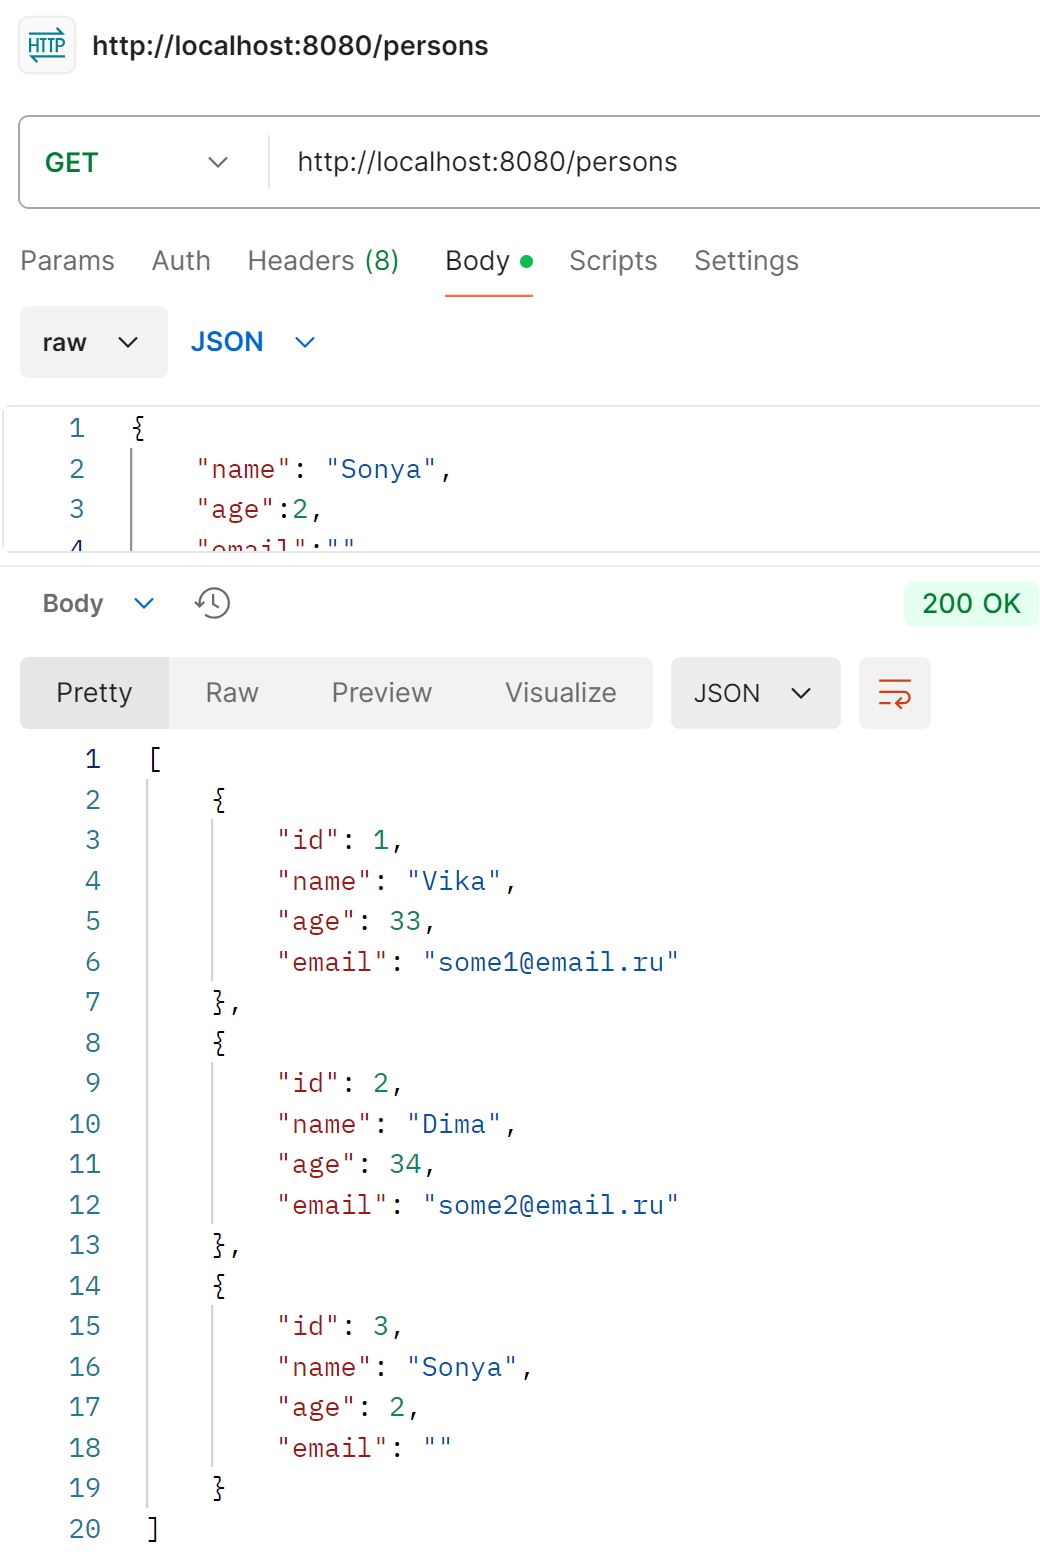 HTTP http://localhost:8080/persons
GET http://localhost:8080/persons
Params Auth Headers (8) Body Scripts Settings
raw JSON
1 {
2 "name": "Sonya",
3 "age":2,
4 "email":""
Body 200 OK
Pretty Raw Preview Visualize JSON
1 [
2 {
3 "id": 1,
4 "name": "Vika",
5 "age": 33,
6 "email": "some1@email.ru"
7 },
8 {
9 "id": 2,
10 "name": "Dima",
11 "age": 34,
12 "email": "some2@email.ru"
13 },
14 {
15 "id": 3,
16 "name": "Sonya",
17 "age": 2,
18 "email": ""
19 }
20 ]